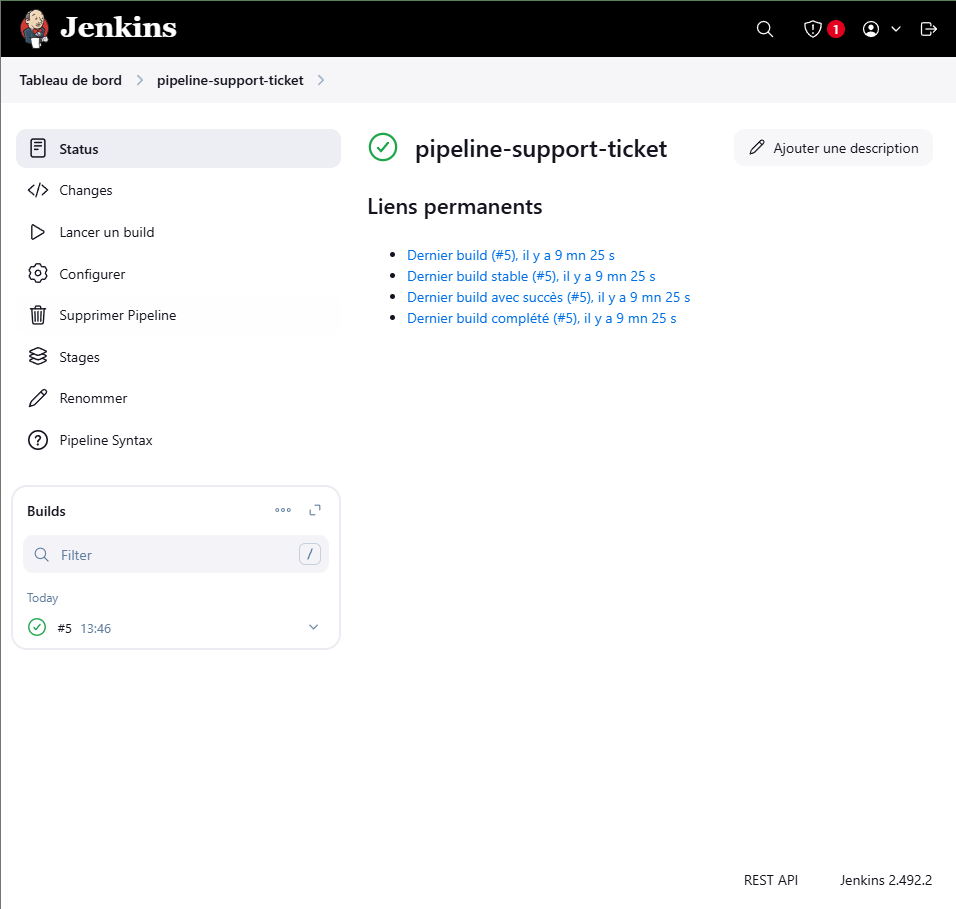 Jenkins
1
Tableau de bord
pipeline-support-ticket
Status
Changes
Lancer un build
Configurer
Supprimer Pipeline
Stages
Renommer
Pipeline Syntax
Builds
Filter
/
Today
#5 13:46
pipeline-support-ticket
Ajouter une description
Liens permanents
Dernier build (#5), il y a 9 mn 25 s
Dernier build stable (#5), il y a 9 mn 25 s
Dernier build avec succès (#5), il y a 9 mn 25 s
Dernier build complété (#5), il y a 9 mn 25 s
REST API
Jenkins 2.492.2